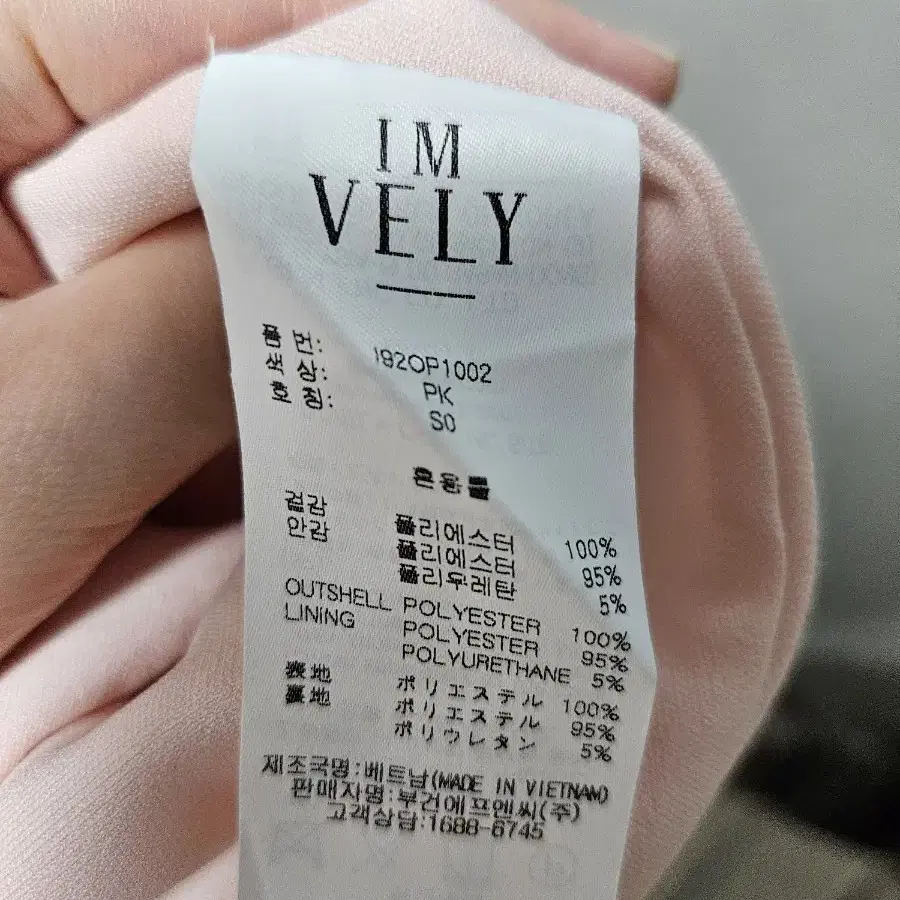 IM
VELY
품 번: 192OP1002
색 상: PK
호 칭: S0
혼용률
겉감 폴리에스터 100%
안감 폴리에스터 95%
폴리우레탄 5%
OUTSHELL POLYESTER 100%
LINING POLYESTER 95%
POLYURETHANE 5%
表地 ポリエステル 100%
裏地 ポリエステル 95%
ポリウレタン 5%
제조국명:베트남(MADE IN VIETNAM)
판매자명:부건에프엔씨(주)
고객상담:1688-6745